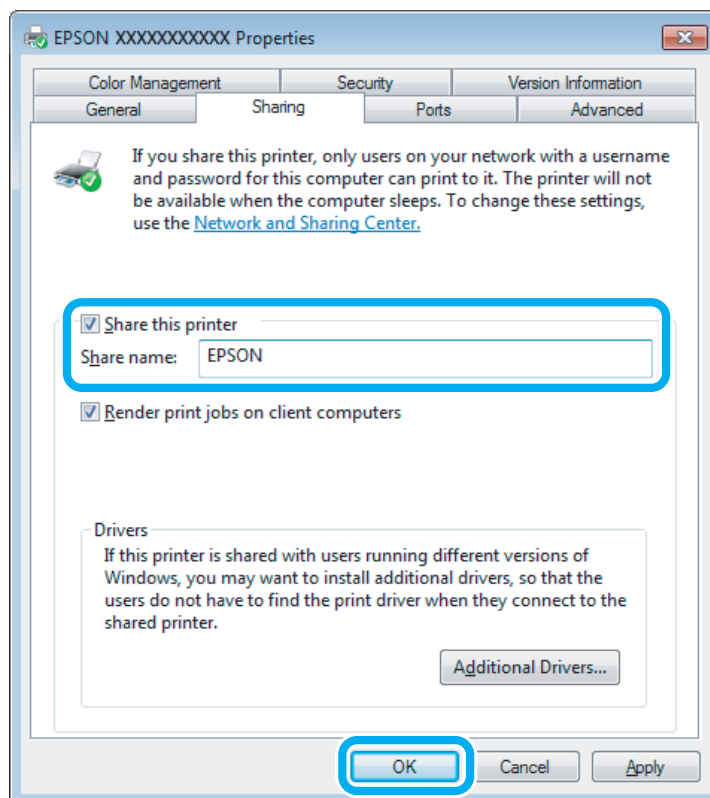 EPSON XXXXXXXXXXX Properties
Color Management Security Version Information
General Sharing Ports Advanced
If you share this printer, only users on your network with a username
and password for this computer can print to it. The printer will not
be available when the computer sleeps. To change these settings,
use the Network and Sharing Center.
Share this printer
Share name: EPSON
Render print jobs on client computers
Drivers
If this printer is shared with users running different versions of
Windows, you may want to install additional drivers, so that the
users do not have to find the print driver when they connect to the
shared printer.
Additional Drivers...
OK Cancel Apply